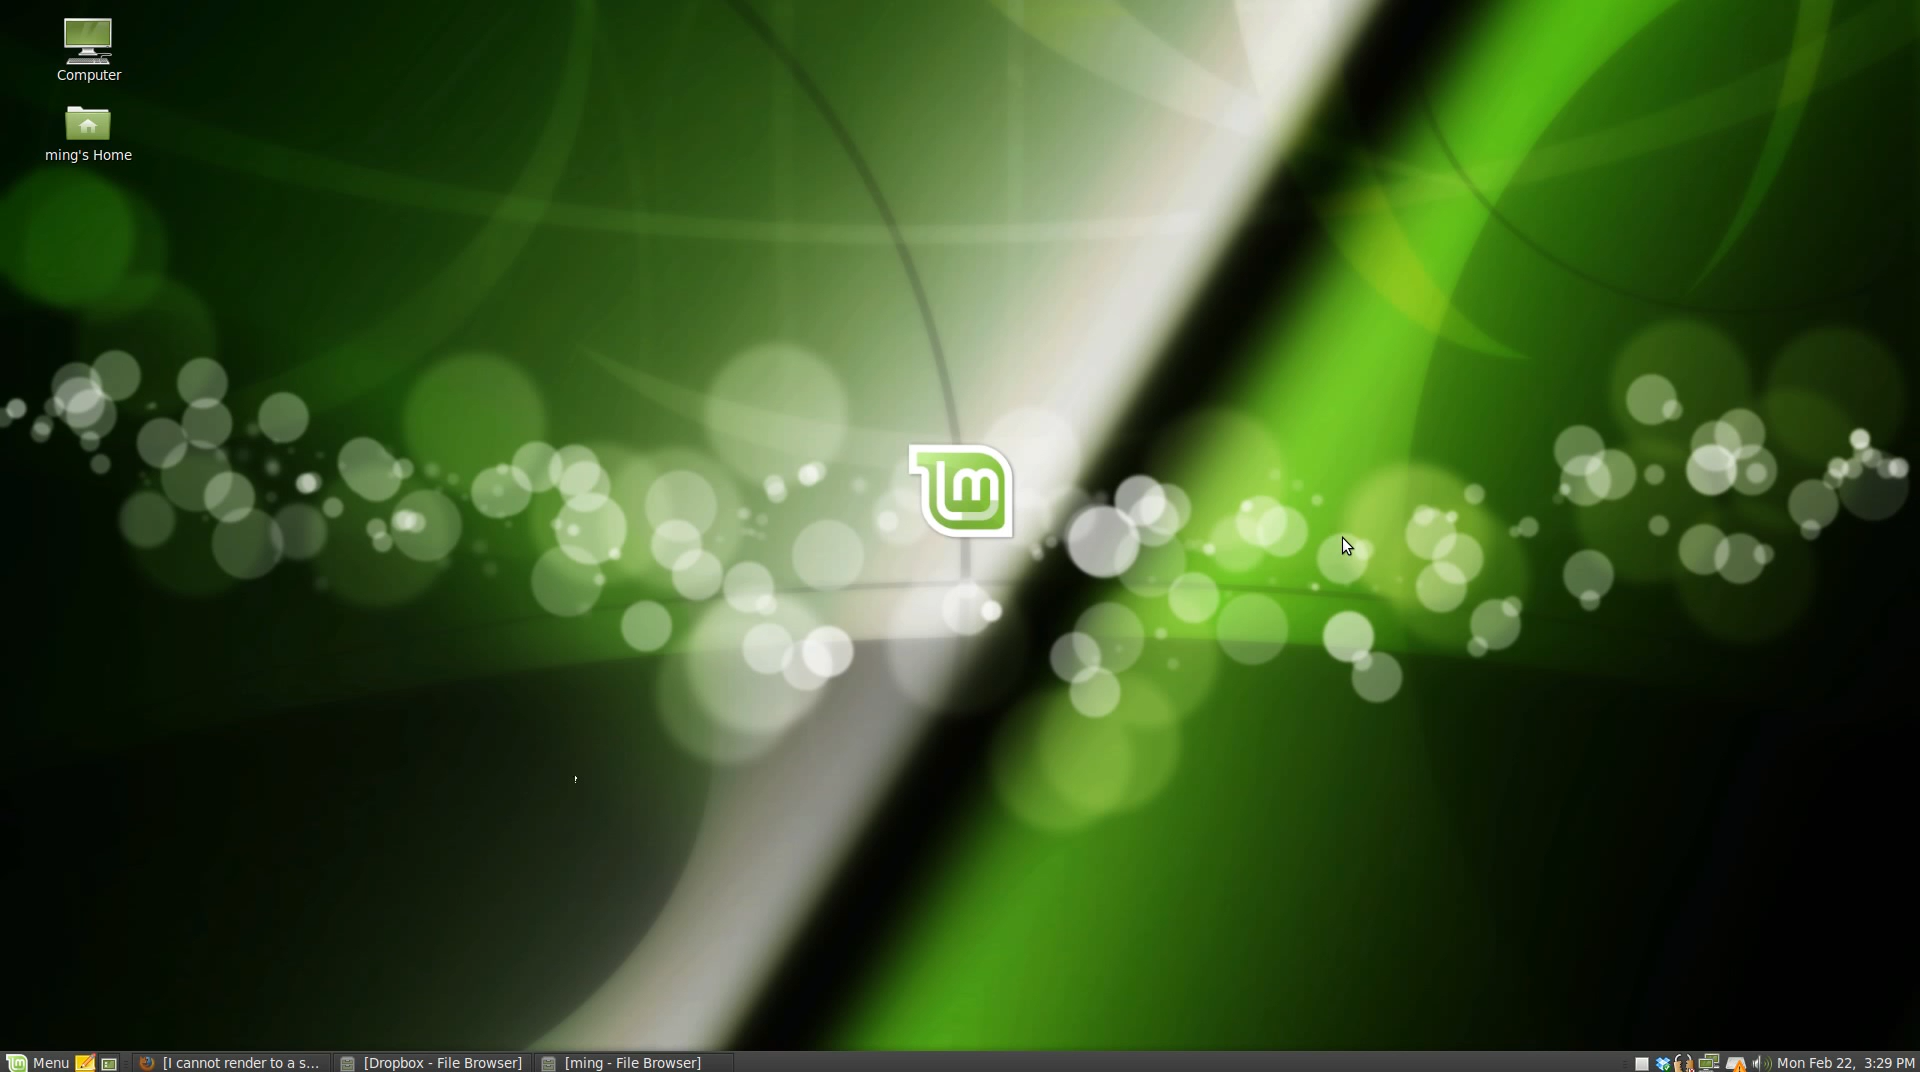 Computer
ming's Home
Menu
[I cannot render to a s...
[Dropbox - File Browser]
[ming - File Browser]
Mon Feb 22, 3:29 PM